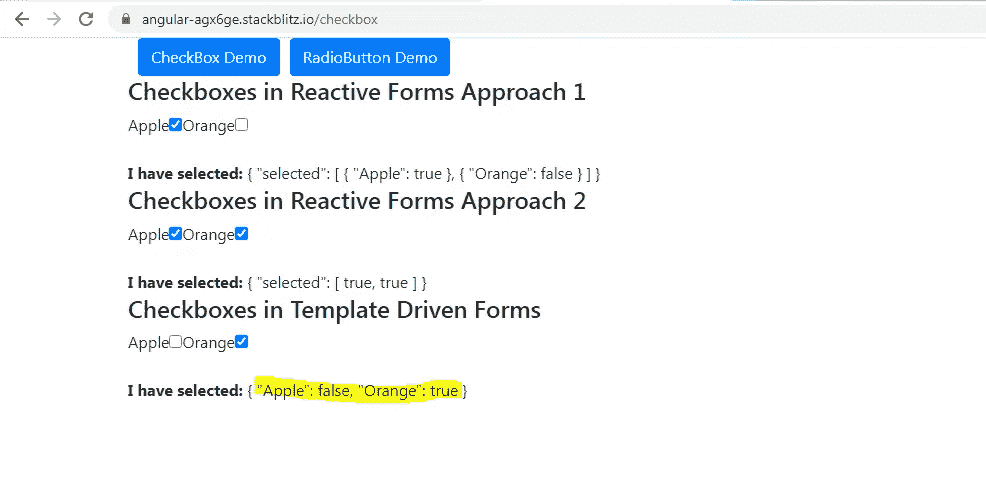 angular-agx6ge.stackblitz.io/checkbox
CheckBox Demo RadioButton Demo
Checkboxes in Reactive Forms Approach 1
Apple Orange
I have selected: { "selected": [ { "Apple": true }, { "Orange": false } ] }
Checkboxes in Reactive Forms Approach 2
Apple Orange
I have selected: { "selected": [ true, true ] }
Checkboxes in Template Driven Forms
Apple Orange
I have selected: { "Apple": false, "Orange": true }